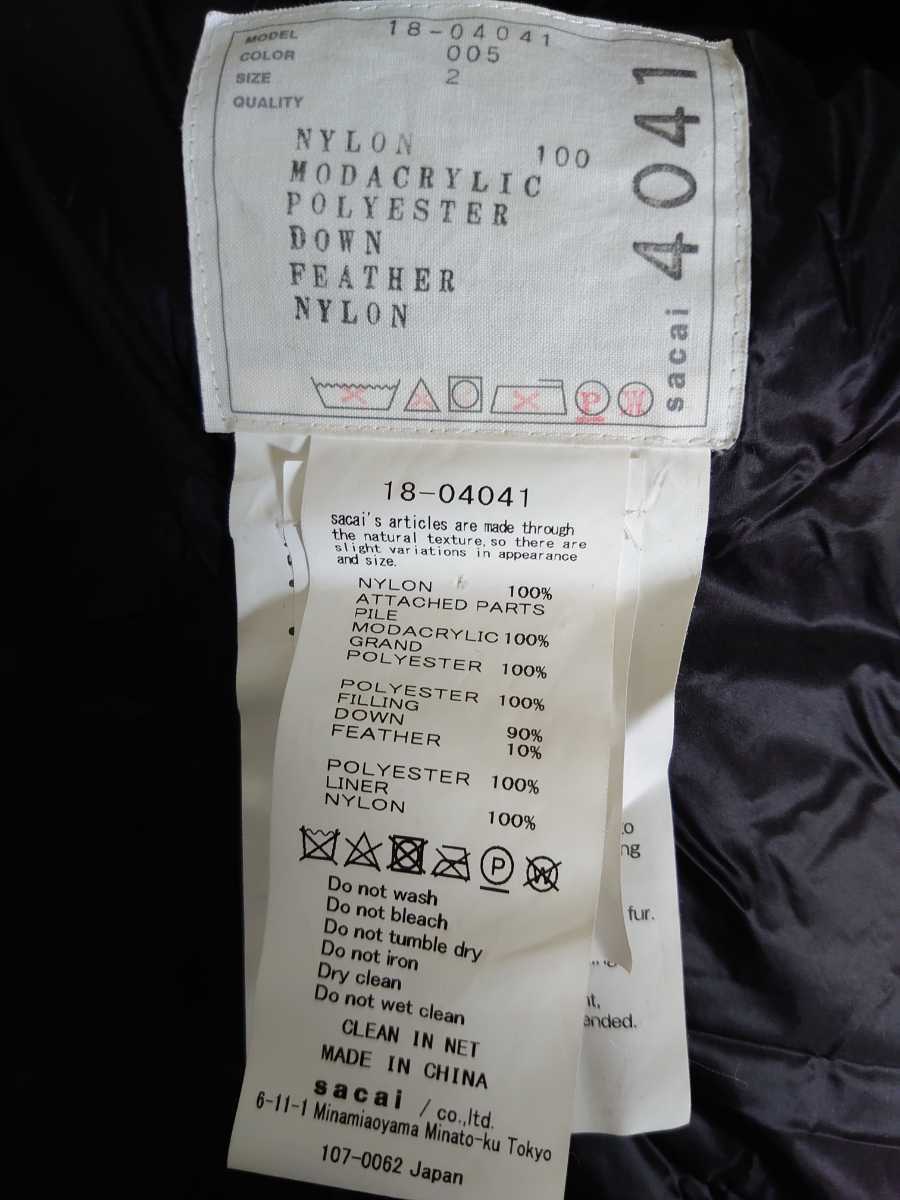 MODEL 18-04041
COLOR 005
SIZE 2
QUALITY
NYLON 100
MODACRYLIC
POLYESTER
DOWN
FEATHER
NYLON
sacai 4041
P W
18-04041
sacai's articles are made through
the natural texture, so there are
slight variations in appearance
and size.
NYLON 100%
ATTACHED PARTS
PILE
MODACRYLIC 100%
GRAND
POLYESTER 100%
POLYESTER 100%
FILLING
DOWN 90%
FEATHER 10%
POLYESTER 100%
LINER
NYLON 100%
P W
Do not wash
Do not bleach
Do not tumble dry
Do not iron
Dry clean
Do not wet clean
CLEAN IN NET
MADE IN CHINA
sacai / co.,ltd.
6-11-1 Minamiaoyama Minato-ku Tokyo
107-0062 Japan
fur.